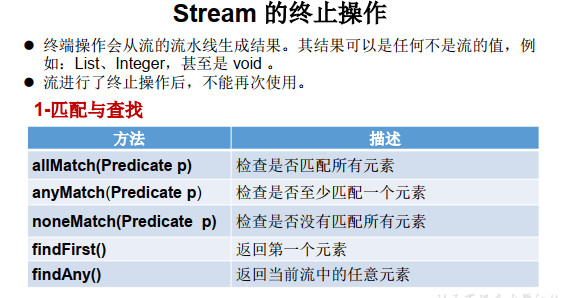 Stream 的终止操作
● 终端操作会从流的流水线生成结果。其结果可以是任何不是流的值，例
如：List、Integer，甚至是 void 。
● 流进行了终止操作后，不能再次使用。
1-匹配与查找
方法 描述
allMatch(Predicate p) 检查是否匹配所有元素
anyMatch(Predicate p) 检查是否至少匹配一个元素
noneMatch(Predicate p) 检查是否没有匹配所有元素
findFirst() 返回第一个元素
findAny() 返回当前流中的任意元素